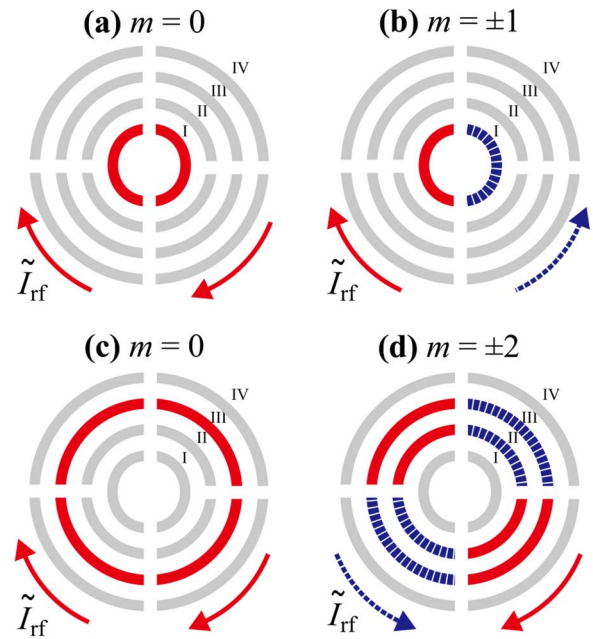 (a) m = 0
(b) m = ±1
IV
III
II
I
IV
III
II
I
Ĩrf
Ĩrf
(c) m = 0
(d) m = ±2
IV
III
II
I
IV
III
II
I
Ĩrf
Ĩrf